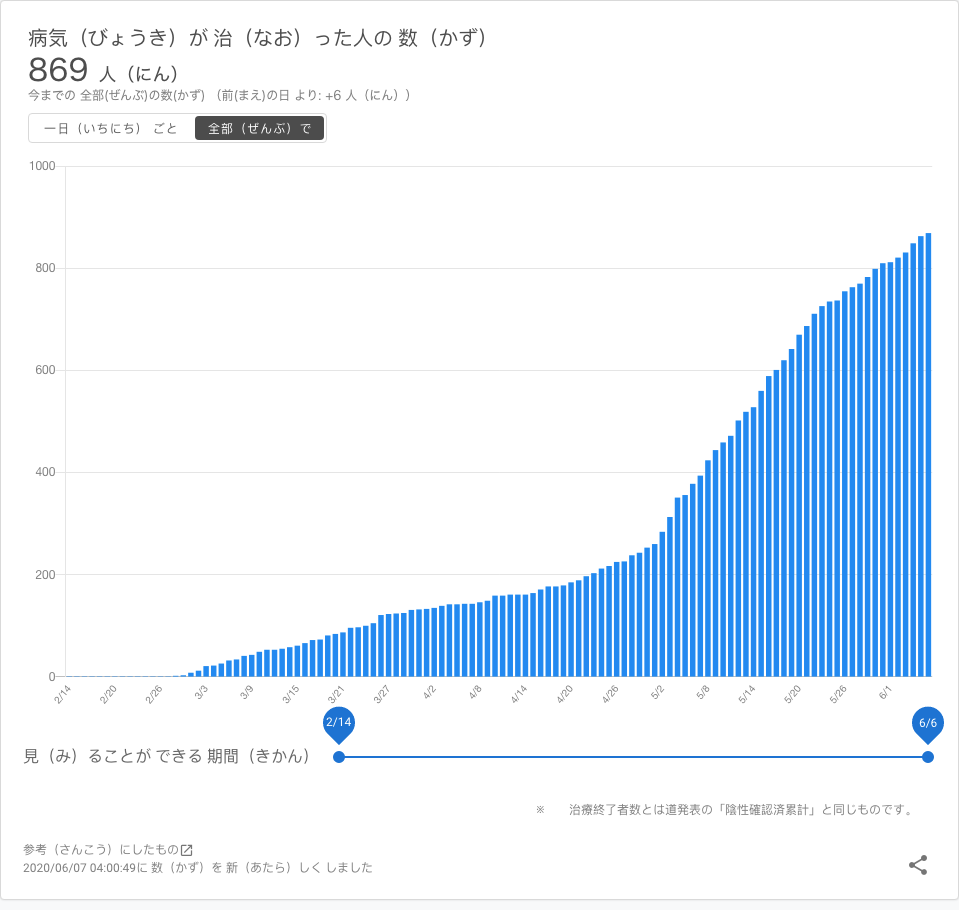 病気（びょうき）が 治（なお）った人の 数（かず）
869 人（にん）
今までの 全部(ぜんぶ)の数(かず) （前(まえ)の日 より: +6 人（にん））
一日（いちにち） ごと 全部（ぜんぶ）で
1000
800
600
400
200
0
2/14 2/20 2/26 3/3 3/9 3/15 3/21 3/27 4/2 4/8 4/14 4/20 4/26 5/2 5/8 5/14 5/20 5/26 6/1
2/14 6/6
見（み）ることが できる 期間（きかん）
※ 治療終了者数とは道発表の「陰性確認済累計」と同じものです。
参考（さんこう）にしたもの
2020/06/07 04:00:49に 数（かず）を 新（あたら）しく しました